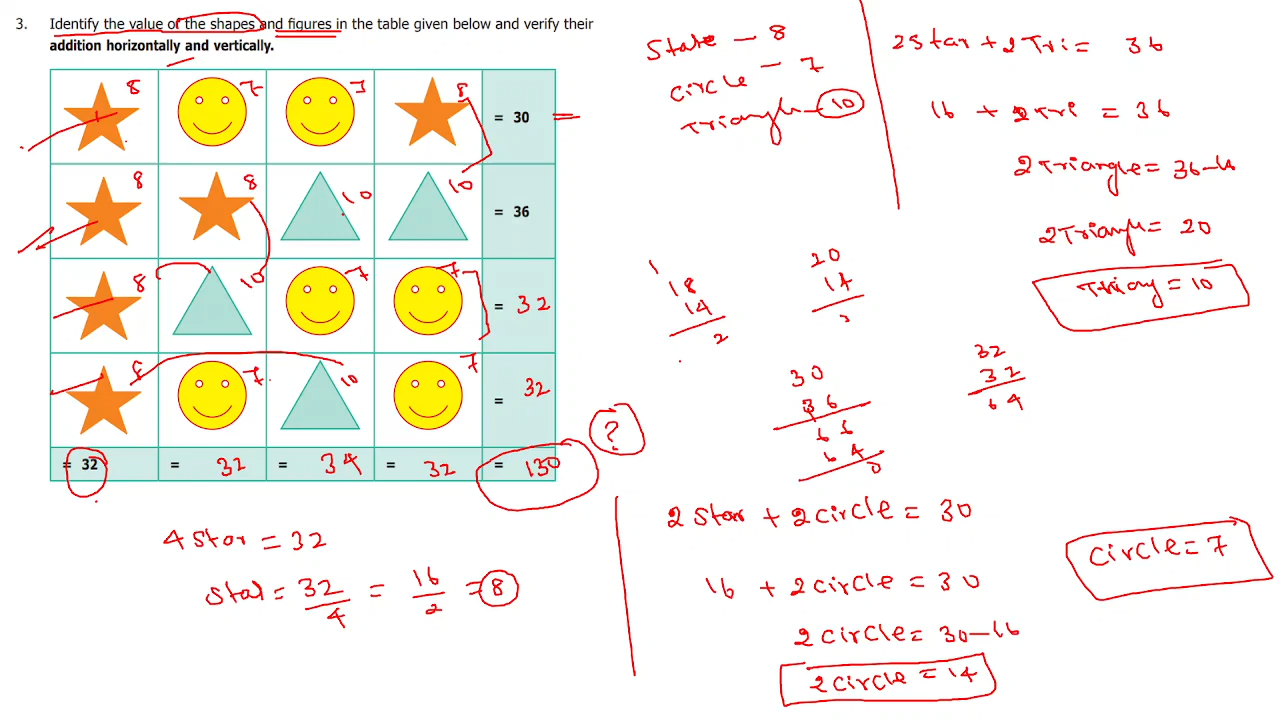 3. Identify the value of the shapes and figures in the table given below and verify their
addition horizontally and vertically.
8 7 7 8 = 30
8 8 10 10 = 36
8 10 7 7 = 32
8 7 10 7 = 32
= 32 = 32 = 34 = 32 = 130
?
4 Star = 32
Star = 32/4 = 16/2 = 8
Star - 8
circle - 7
Triangle - 10
2 Star + 2 Tri = 36
16 + 2 Tri = 36
2 Triangle = 36-16
2 Triangle = 20
Triang = 10
18
14
2
20
14
30
36
66
64
0
32
32
64
2 Star + 2 circle = 30
16 + 2 circle = 30
2 circle = 30-16
2 circle = 14
circle = 7